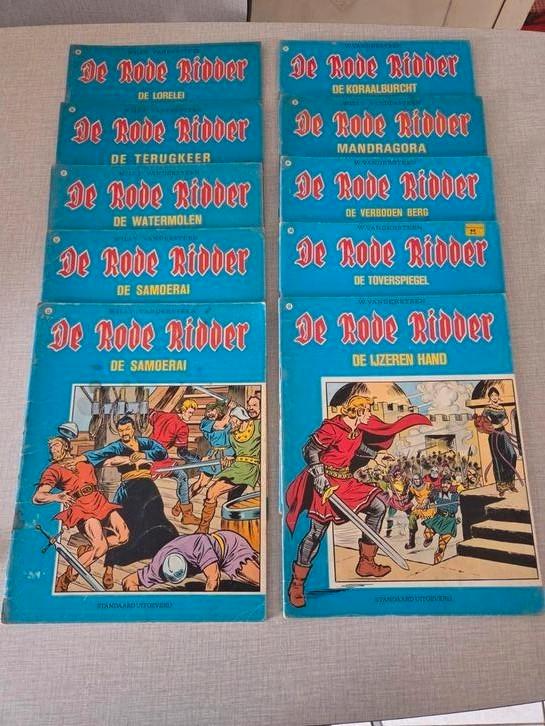 WILLY VANDERSTEEN
De Rode Ridder
DE LORELEI
WILLY VANDERSTEEN
De Rode Ridder
DE TERUGKEER
WILLY VANDERSTEEN
De Rode Ridder
DE WATERMOLEN
WILLY VANDERSTEEN
De Rode Ridder
DE SAMOERAI
WILLY VANDERSTEEN
De Rode Ridder
DE SAMOERAI
STANDAARD UITGEVERIJ
W. VANDERSTEEN
De Rode Ridder
DE KORAALBURCHT
WILLY VANDERSTEEN
De Rode Ridder
MANDRAGORA
W. VANDERSTEEN
De Rode Ridder
DE VERBODEN BERG
W. VANDERSTEEN
De Rode Ridder
DE TOVERSPIEGEL
W. VANDERSTEEN
De Rode Ridder
DE IJZEREN HAND
STANDAARD UITGEVERIJ